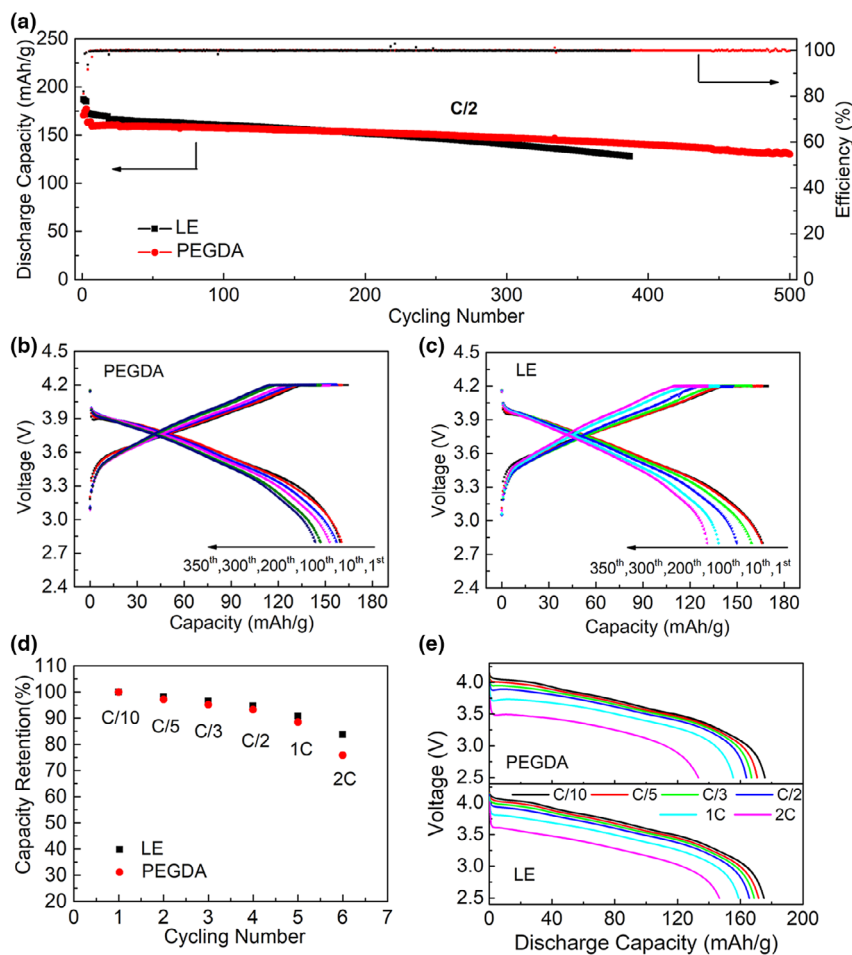 (a)
250
200
150
100
50
0
Discharge Capacity (mAh/g)
C/2
LE
PEGDA
100
80
60
40
20
0
Efficiency (%)
0 100 200 300 400 500
Cycling Number
(b)
PEGDA
4.5
4.2
3.9
3.6
3.3
3.0
2.7
2.4
Voltage (V)
350th,300th,200th,100th,10th,1st
0 30 60 90 120 150 180
Capacity (mAh/g)
(c)
LE
4.5
4.2
3.9
3.6
3.3
3.0
2.7
2.4
Voltage (V)
350th,300th,200th,100th,10th,1st
0 30 60 90 120 150 180
Capacity (mAh/g)
(d)
110
100
90
80
70
60
50
40
30
20
Capacity Retention(%)
C/10
C/5
C/3
C/2
1C
2C
LE
PEGDA
0 1 2 3 4 5 6 7
Cycling Number
(e)
4.0
3.5
3.0
2.5
PEGDA
Voltage (V)
C/10 C/5 C/3 C/2
1C 2C
4.0
3.5
3.0
2.5
LE
0 40 80 120 160 200
Discharge Capacity (mAh/g)